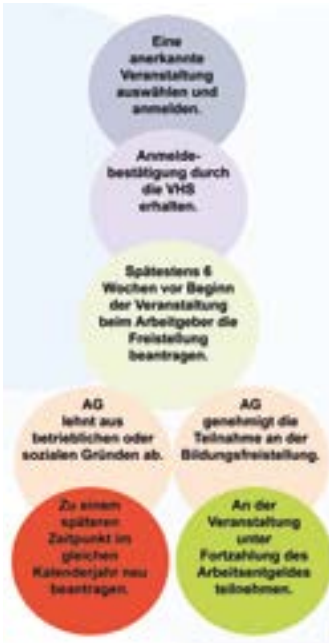 Eine
anerkannte
Veranstaltung
auswählen und
anmelden.
Anmelde-
bestätigung durch
die VHS
erhalten.
Spätestens 6
Wochen vor Beginn
der Veranstaltung
beim Arbeitgeber die
Freistellung
beantragen.
AG
lehnt aus
betrieblichen oder
sozialen Gründen ab.
AG
genehmigt die
Teilnahme an der
Bildungsfreistellung.
Zu einem
späteren
Zeitpunkt im
gleichen
Kalenderjahr neu
beantragen.
An der
Veranstaltung
unter
Fortzahlung des
Arbeitsentgeldes
teilnehmen.